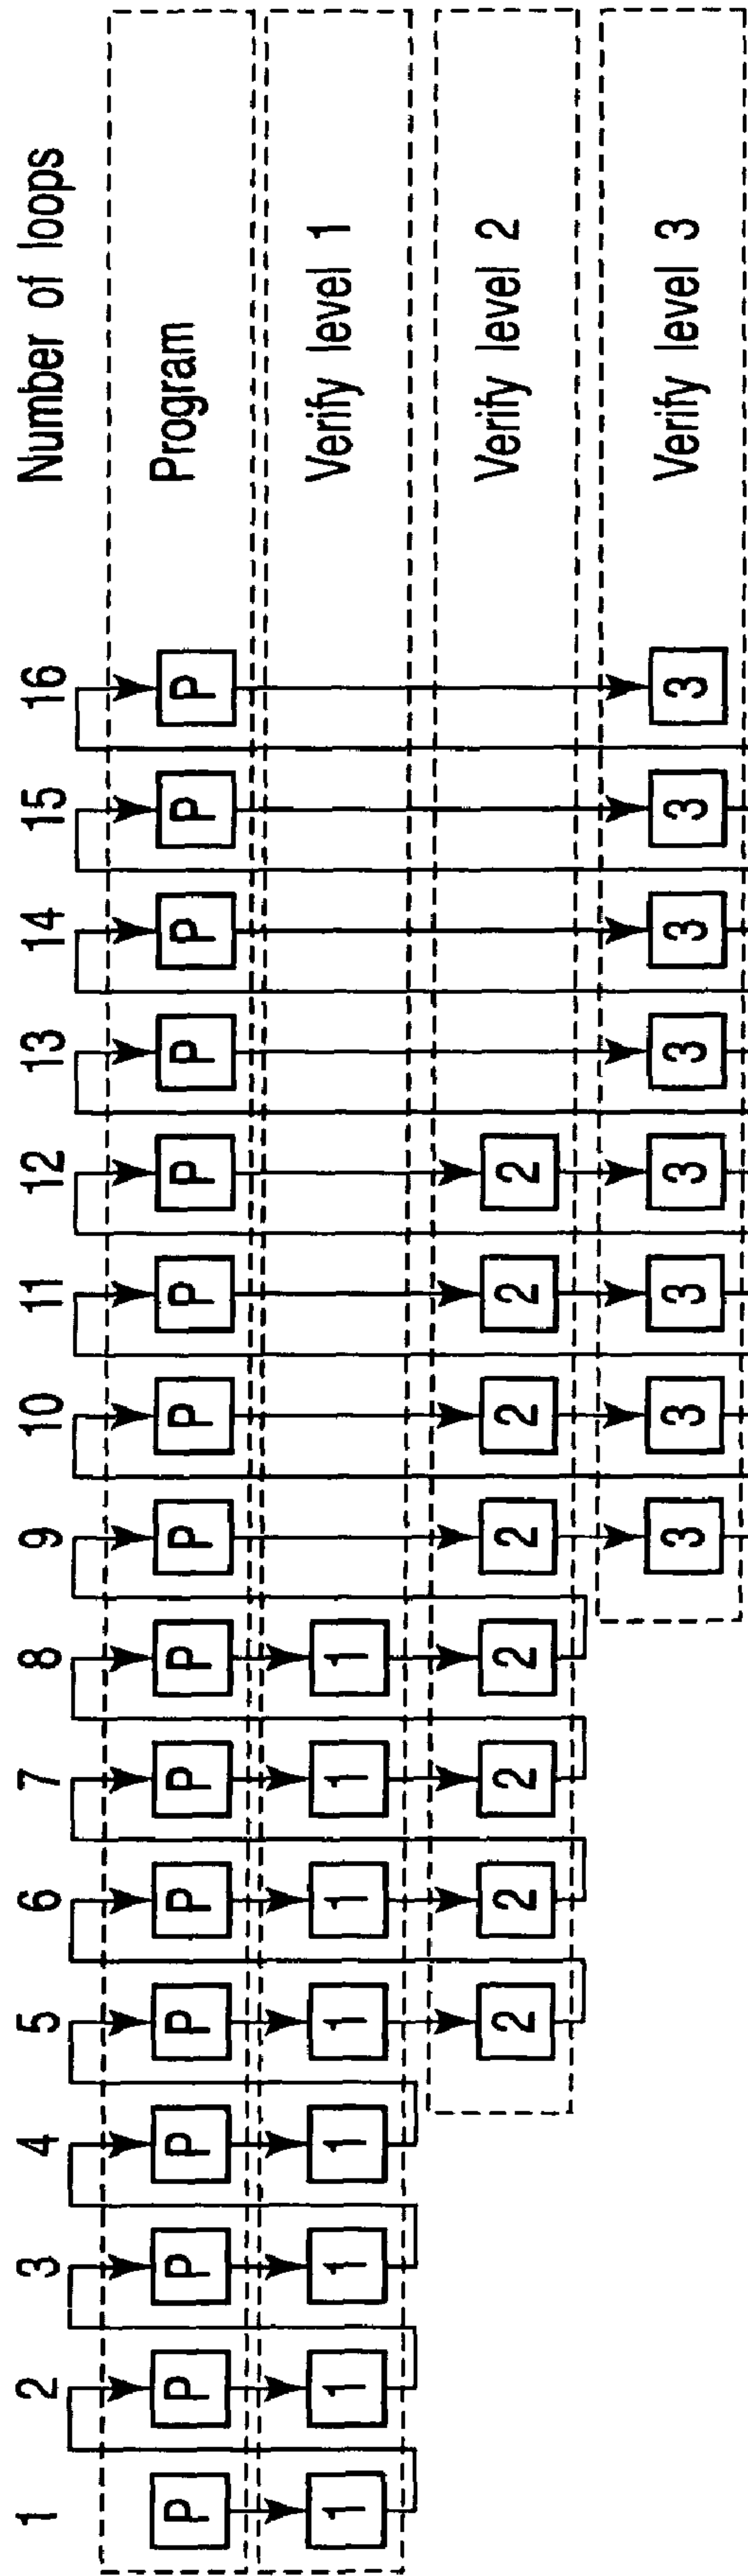 1 2 3 4 5 6 7 8 9 10 11 12 13 14 15 16 Number of loops
P P P P P P P P P P P P P P P P Program
1 1 1 1 1 1 1 1 Verify level 1
2 2 2 2 2 2 2 2 Verify level 2
3 3 3 3 3 3 3 3 Verify level 3